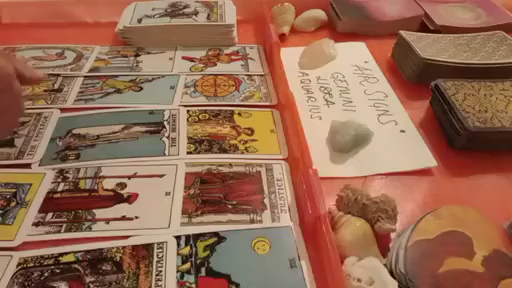 "AIR SIGNS"
GEMINI
LIBRA
AQUARIUS
THE HERMIT
JUSTICE
PENTACLES